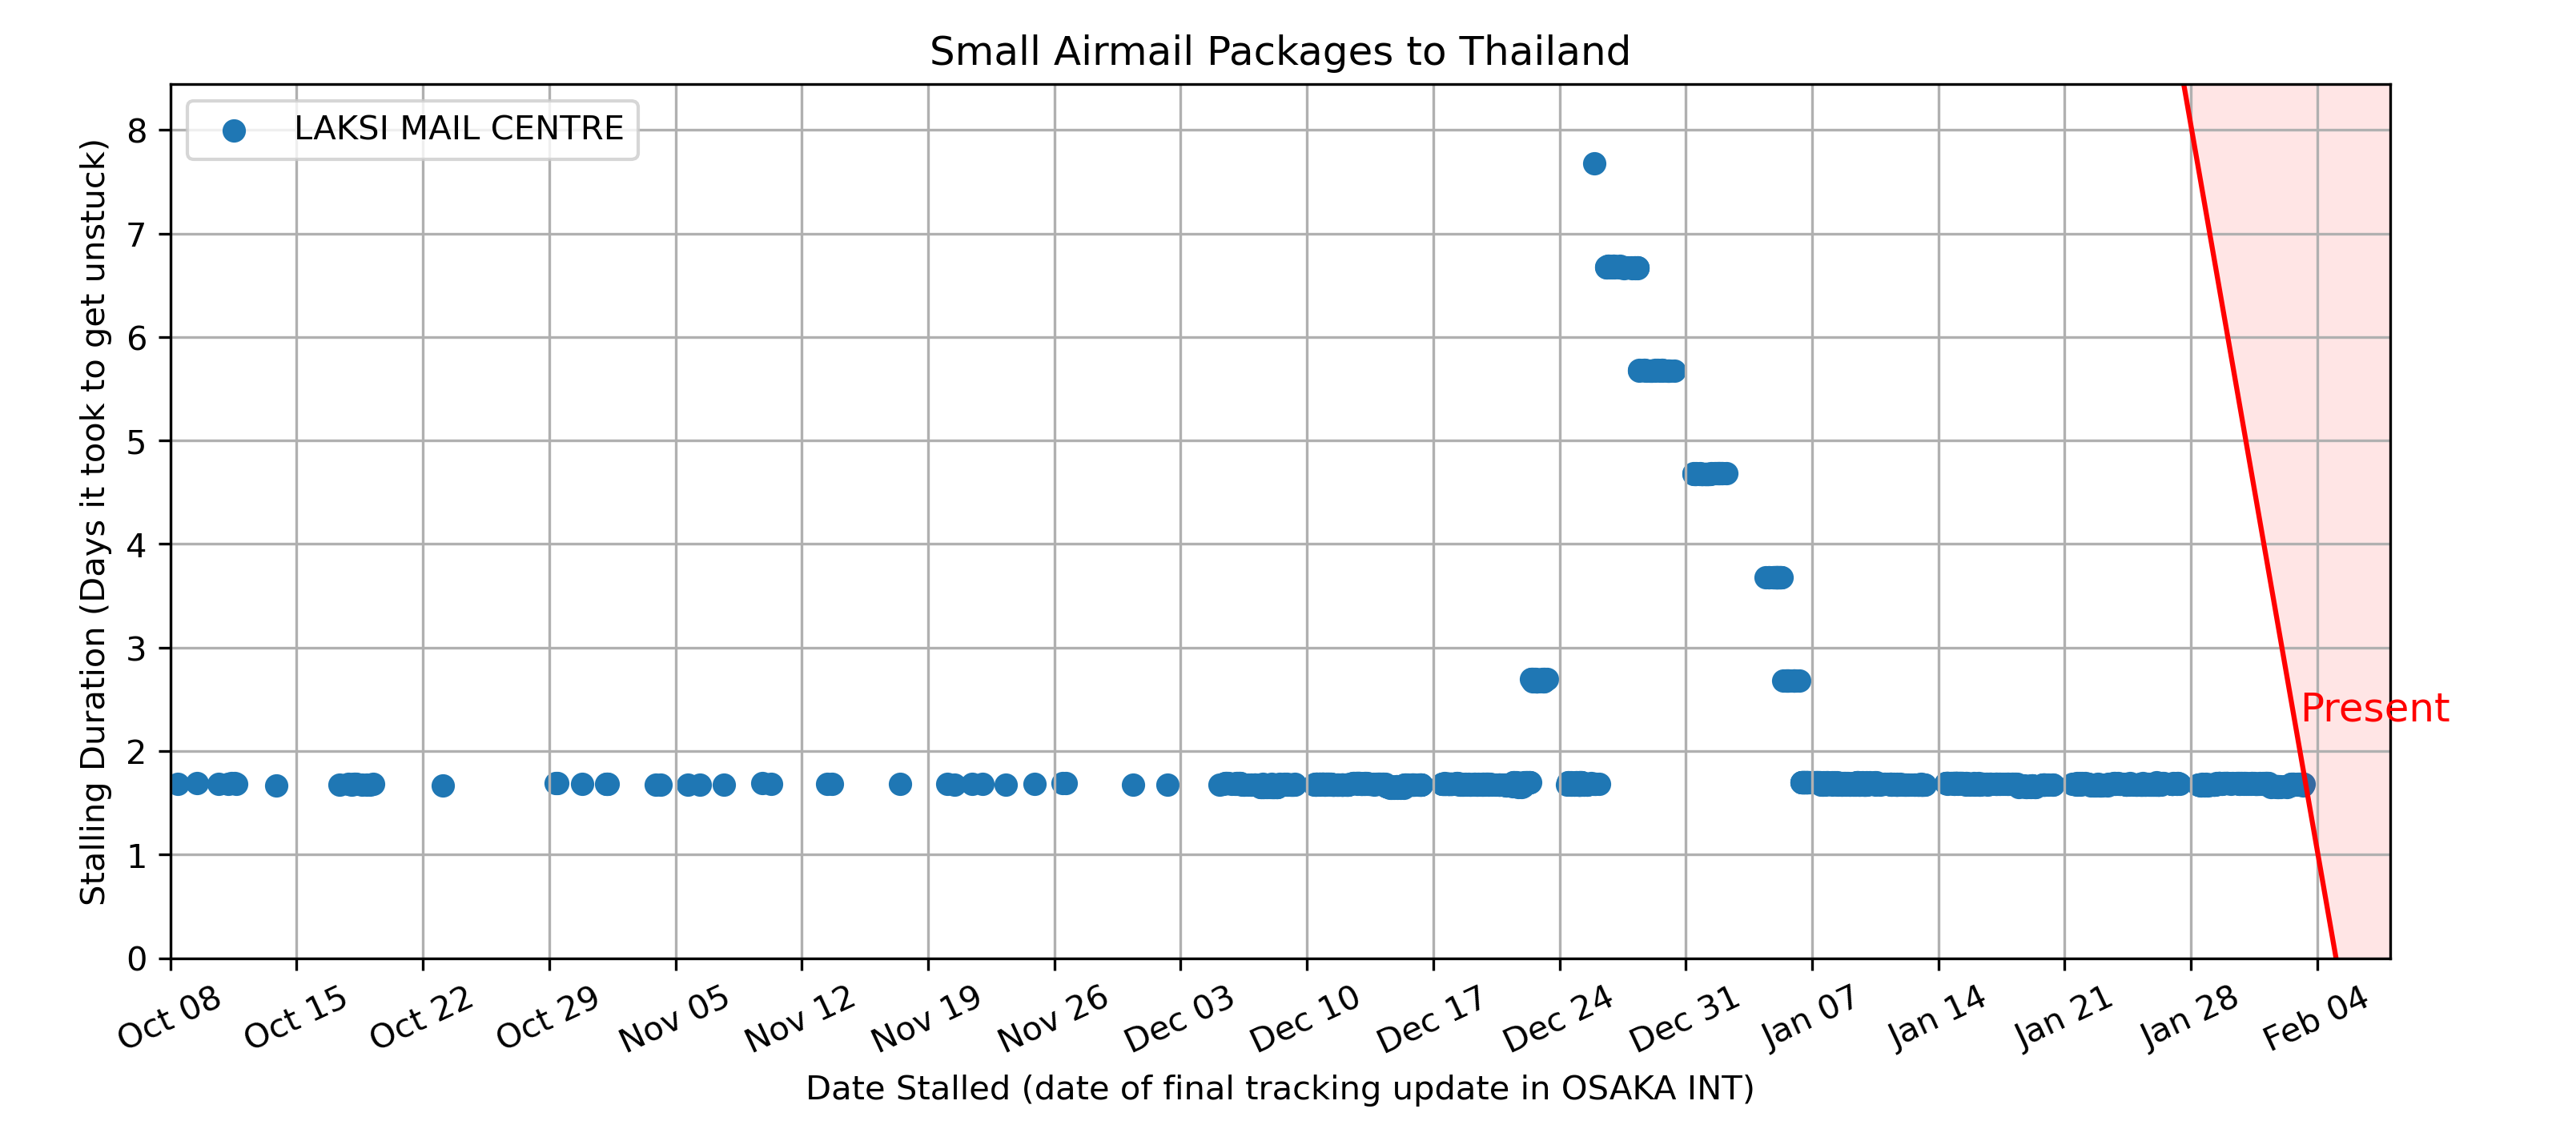 Small Airmail Packages to Thailand
LAKSI MAIL CENTRE
Stalling Duration (Days it took to get unstuck)
8
7
6
5
4
3
2
1
0
Present
Oct 08
Oct 15
Oct 22
Oct 29
Nov 05
Nov 12
Nov 19
Nov 26
Dec 03
Dec 10
Dec 17
Dec 24
Dec 31
Jan 07
Jan 14
Jan 21
Jan 28
Feb 04
Date Stalled (date of final tracking update in OSAKA INT)